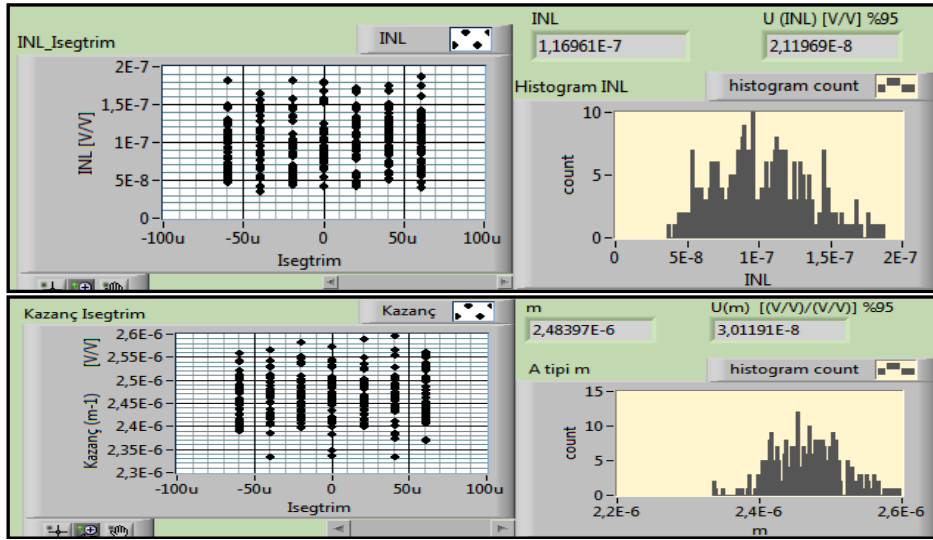 INL_Isegtrim
INL
INL
1,16961E-7
U (INL) [V/V] %95
2,11969E-8
INL [V/V]
2E-7
1,5E-7
1E-7
5E-8
0
-100u
-50u
0
50u
100u
Isegtrim
Histogram INL
histogram count
count
10
5
0
0
5E-8
1E-7
1,5E-7
2E-7
INL
Kazanç Isegtrim
Kazanç
m
2,48397E-6
U(m) [(V/V)/(V/V)] %95
3,01191E-8
Kazanç (m-1) [V/V]
2,6E-6
2,55E-6
2,5E-6
2,45E-6
2,4E-6
2,35E-6
2,3E-6
-100u
-50u
0
50u
100u
Isegtrim
A tipi m
histogram count
count
15
10
5
0
2,2E-6
2,4E-6
2,6E-6
m